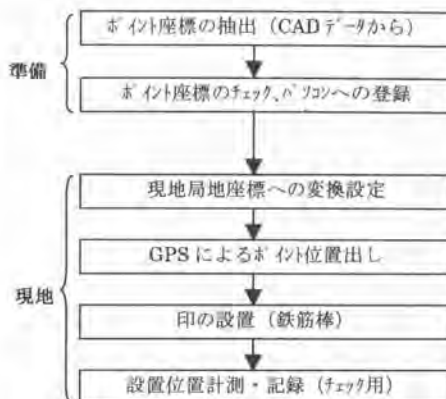 ﾎﾟｲﾝﾄ座標の抽出（CADﾃﾞｰﾀから）
準備
ﾎﾟｲﾝﾄ座標のﾁｪｯｸ、ﾊﾟｿｺﾝへの登録
現地局地座標への変換設定
GPSによるﾎﾟｲﾝﾄ位置出し
現地
印の設置（鉄筋棒）
設置位置計測・記録（ﾁｪｯｸ用）